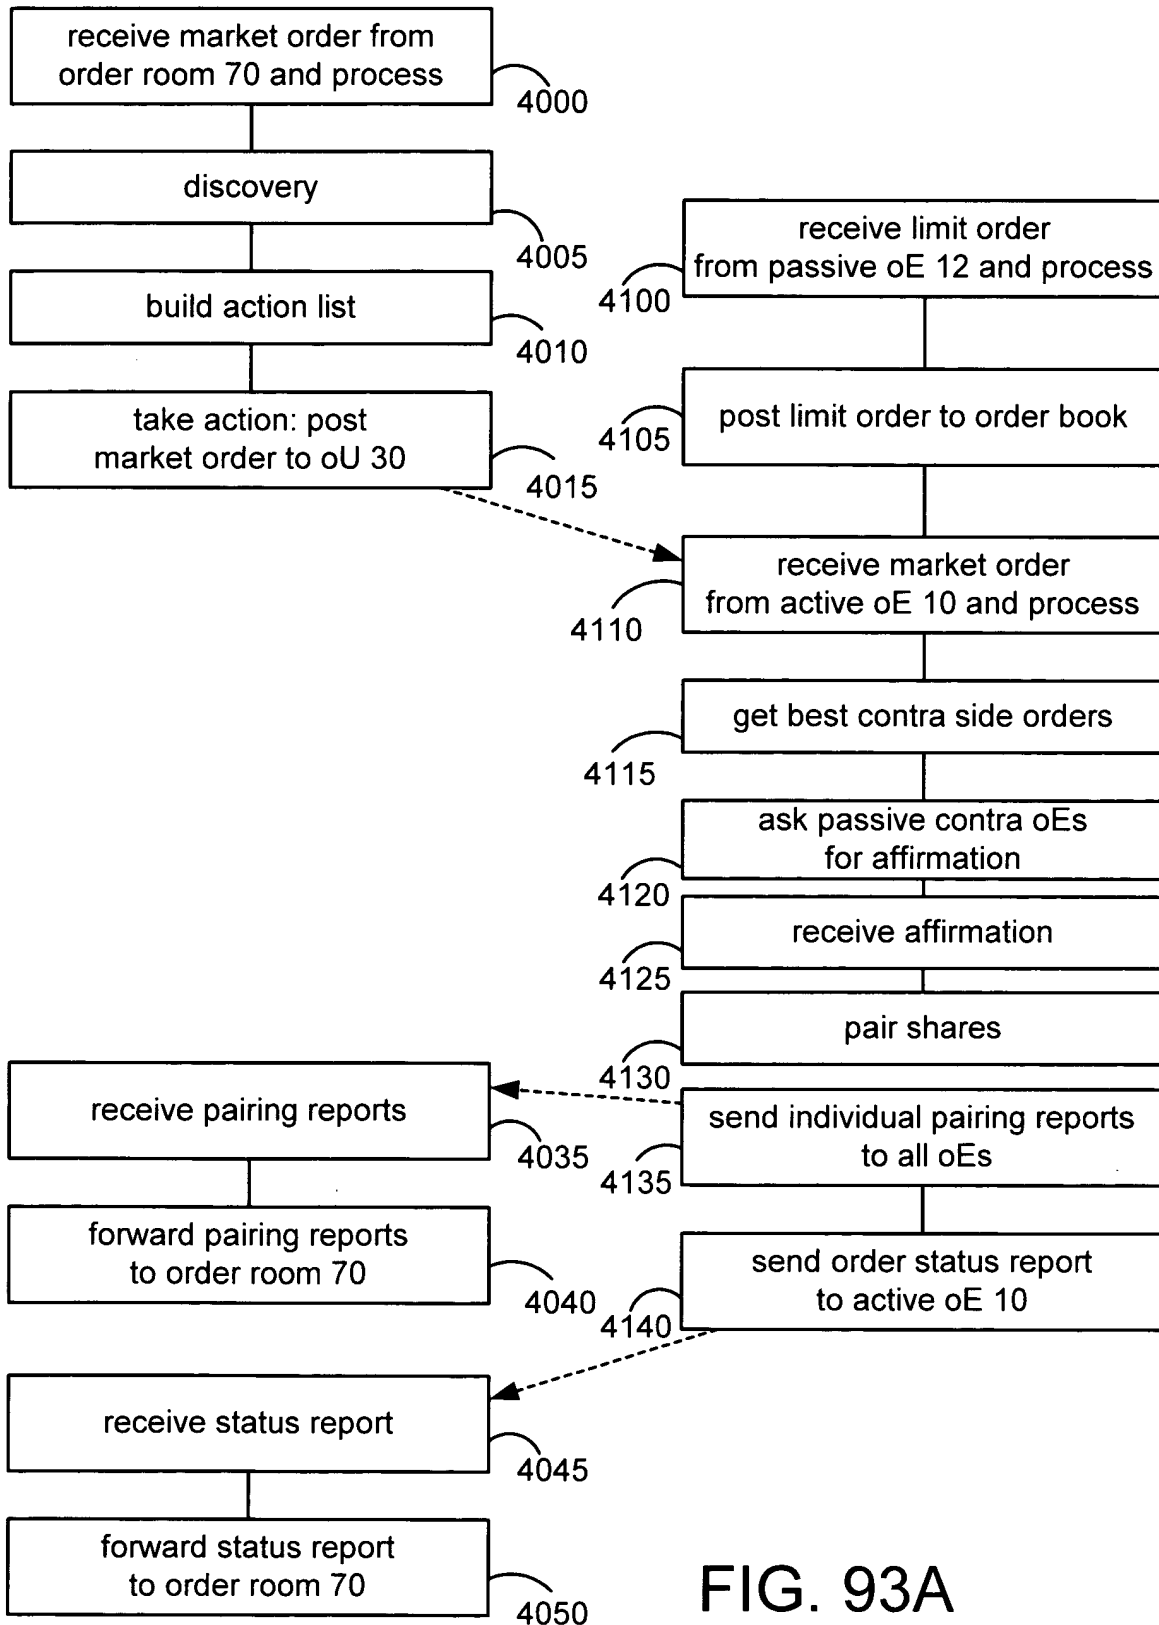 receive market order from
order room 70 and process
4000
discovery
4005
build action list
4010
take action: post
market order to oU 30
4015
receive limit order
from passive oE 12 and process
4100
post limit order to order book
4105
receive market order
from active oE 10 and process
4110
get best contra side orders
4115
ask passive contra oEs
for affirmation
4120
receive affirmation
4125
pair shares
4130
send individual pairing reports
to all oEs
4135
send order status report
to active oE 10
4140
receive pairing reports
4035
forward pairing reports
to order room 70
4040
receive status report
4045
forward status report
to order room 70
4050
FIG. 93A